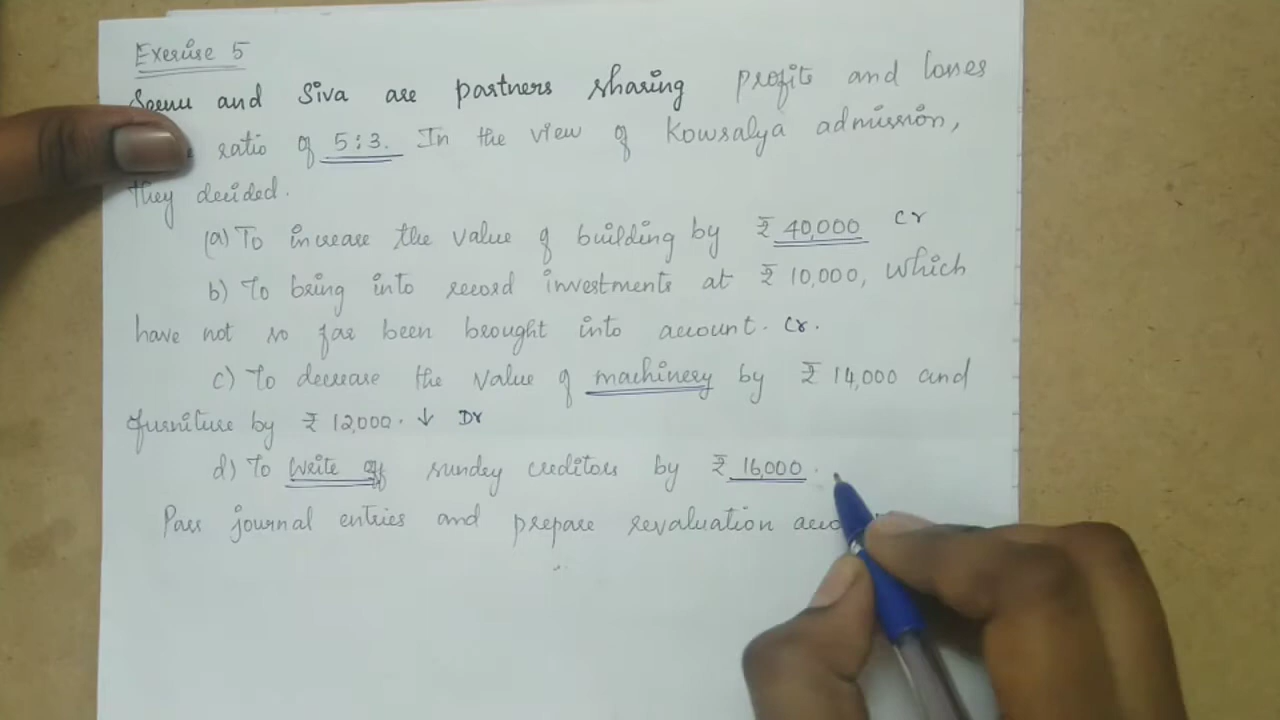 Exercise 5
Seenu and Siva are partners sharing profits and losses
ratio of 5:3. In the view of Kowsalya admission,
they decided.
(a) To increase the value of building by ₹ 40,000 Cr
b) To bring into record investments at ₹ 10,000, which
have not so far been brought into account. Cr.
c) To decrease the value of machinery by ₹ 14,000 and
furniture by ₹ 12,000. ↓ Dr
d) To write off sundry creditors by ₹ 16,000.
Pass journal entries and prepare revaluation